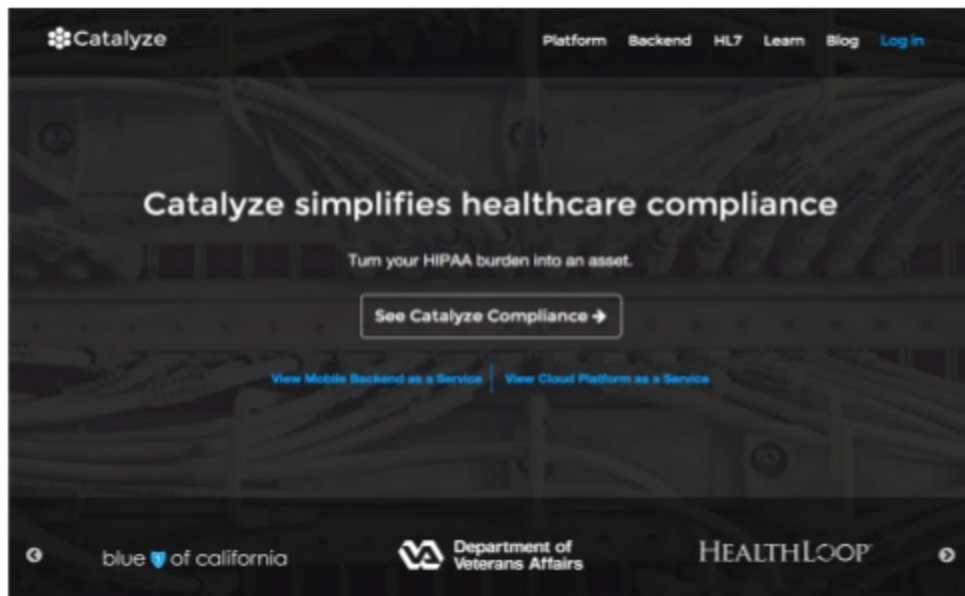 Catalyze
Platform Backend HL7 Learn Blog Log in
Catalyze simplifies healthcare compliance
Turn your HIPAA burden into an asset.
See Catalyze Compliance →
View Mobile Backend as a Service | View Cloud Platform as a Service
blue of california
VA Department of Veterans Affairs
HEALTHLOOP